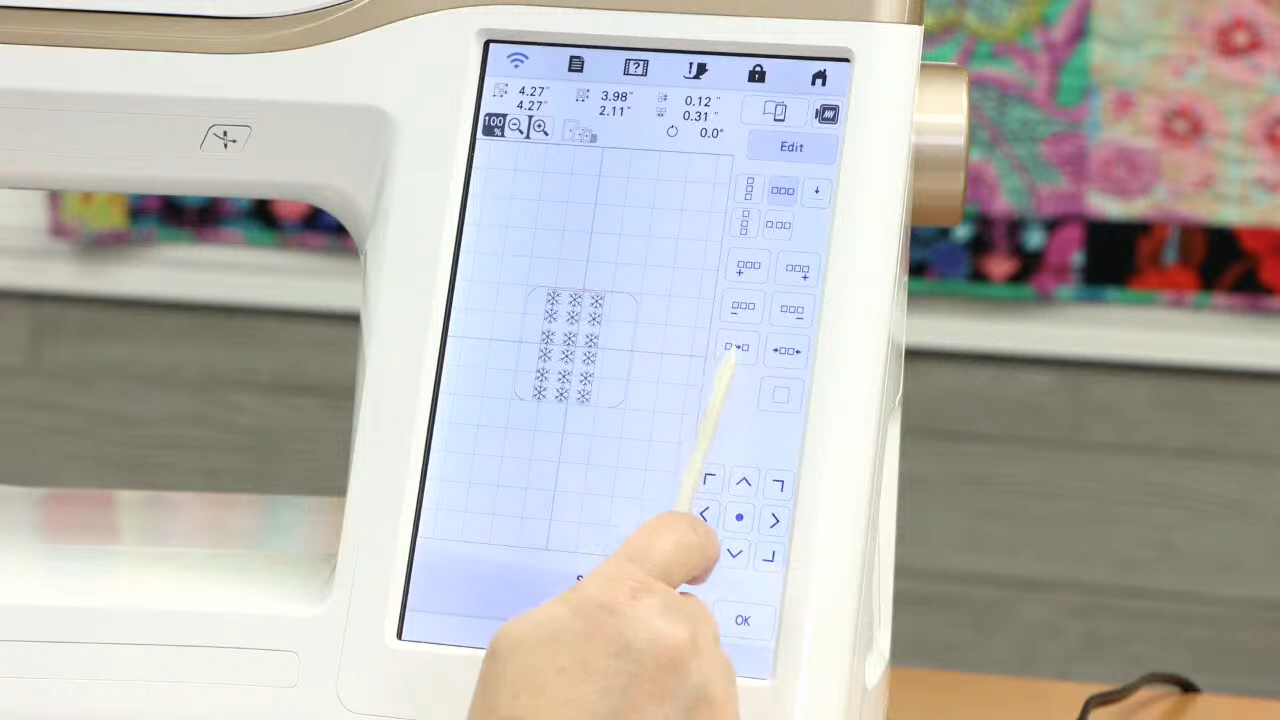 4.27" 3.98" 0.12 "
4.27" 2.11" 0.31 "
0.0°
100
%
Edit
OK